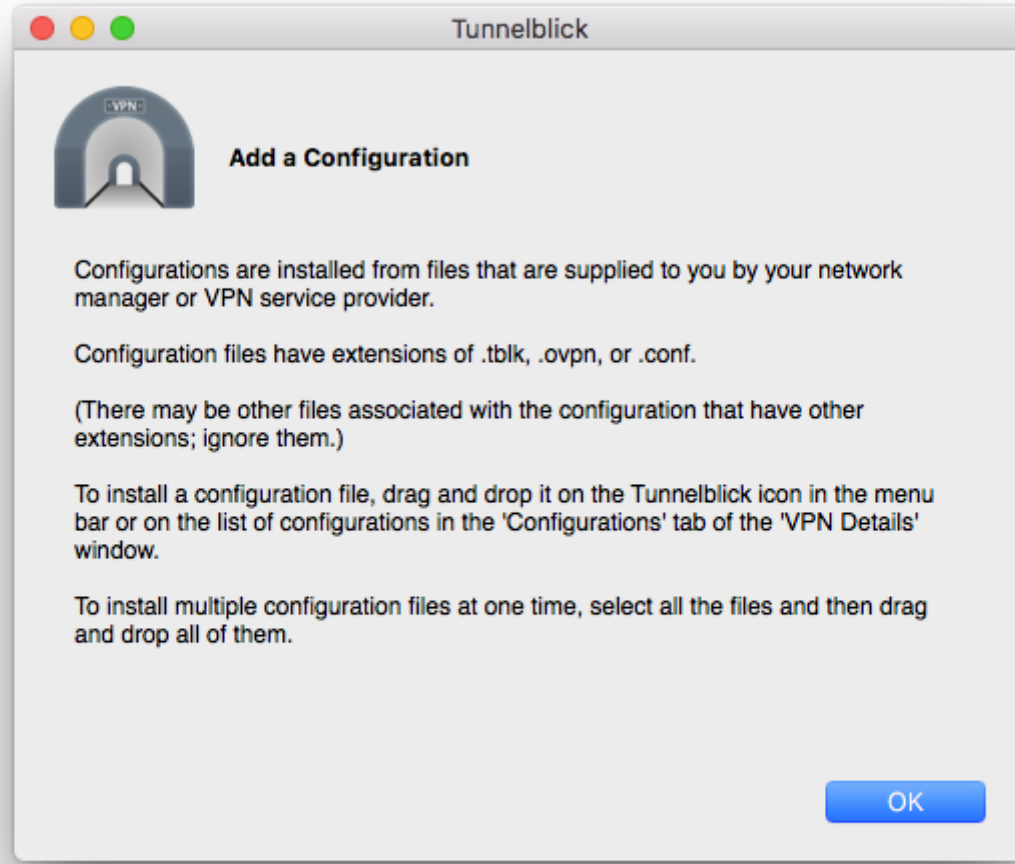 Tunnelblick
VPN
Add a Configuration
Configurations are installed from files that are supplied to you by your network
manager or VPN service provider.
Configuration files have extensions of .tblk, .ovpn, or .conf.
(There may be other files associated with the configuration that have other
extensions; ignore them.)
To install a configuration file, drag and drop it on the Tunnelblick icon in the menu
bar or on the list of configurations in the 'Configurations' tab of the 'VPN Details'
window.
To install multiple configuration files at one time, select all the files and then drag
and drop all of them.
OK